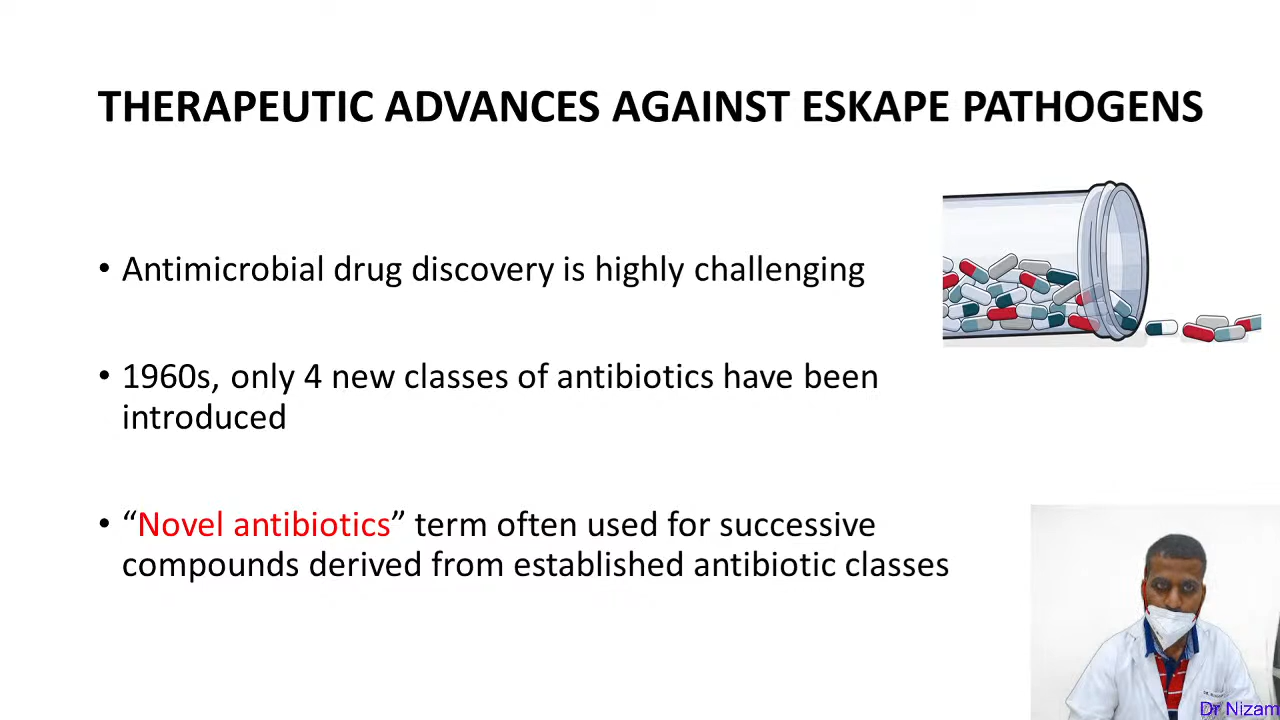 THERAPEUTIC ADVANCES AGAINST ESKAPE PATHOGENS
• Antimicrobial drug discovery is highly challenging
• 1960s, only 4 new classes of antibiotics have been
introduced
• “Novel antibiotics” term often used for successive
compounds derived from established antibiotic classes
Dr Nizam